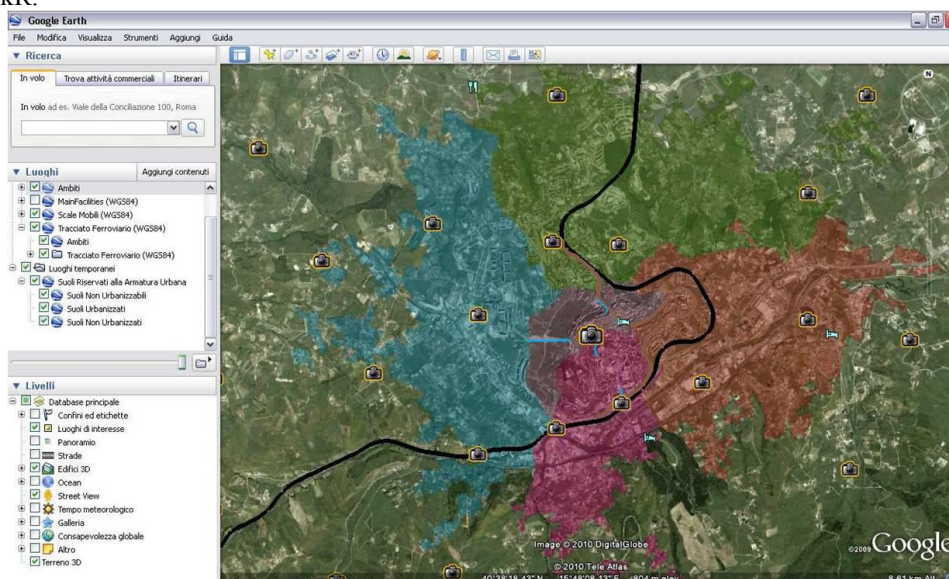 kR.
Google Earth
File Modifica Visualizza Strumenti Aggiungi Guida
Ricerca
In volo Trova attività commerciali Itinerari
In volo ad es. Viale della Conciliazione 100, Roma
Luoghi Aggiungi contenuti
Ambiti
MainFacilities (WGS84)
Scale Mobili (WGS84)
Tracciato Ferroviario (WGS84)
Ambiti
Tracciato Ferroviario (WGS84)
Luoghi temporanei
Suoli Riservati alla Armatura Urbana
Suoli Non Urbanizzabili
Suoli Urbanizzati
Suoli Non Urbanizzati
Livelli
Database principale
Confini ed etichette
Luoghi di interesse
Panoramio
Strade
Edifici 3D
Ocean
Street View
Tempo meteorologico
Galleria
Consapevolezza globale
Altro
Terreno 3D
N
Image © 2010 DigitalGlobe
© 2010 Tele Atlas
©2009 Google